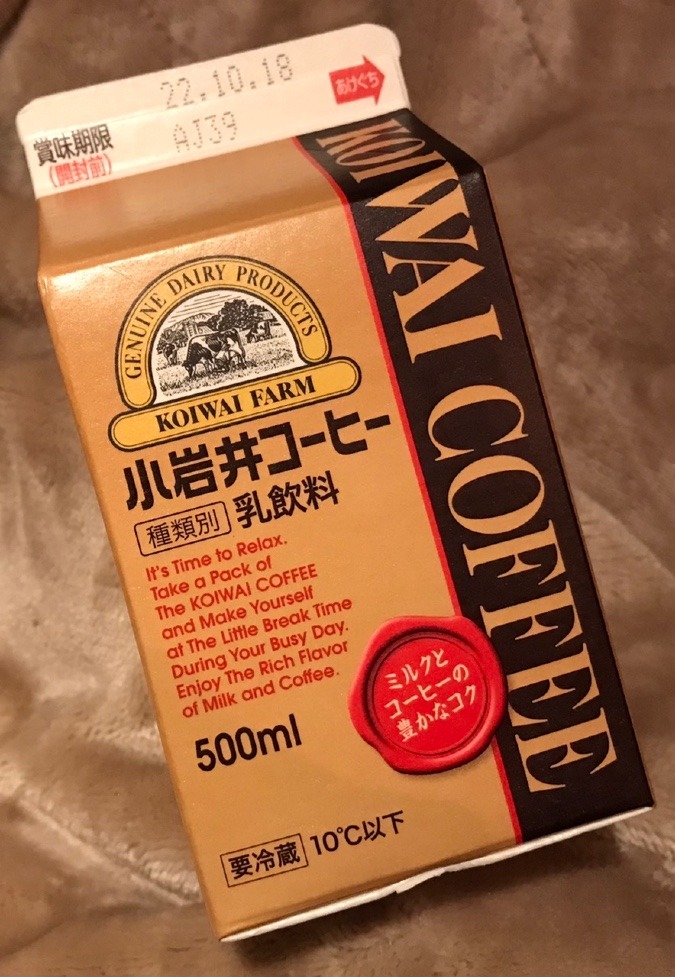 22.10.18
あけぐち
賞味期限
AJ39
(開封前)
KOIWAI COFFEE
GENUINE DAIRY PRODUCTS
KOIWAI FARM
小岩井コーヒー
種類別 乳飲料
It's Time to Relax.
Take a Pack of
The KOIWAI COFFEE
and Make Yourself
at The Little Break Time
During Your Busy Day.
Enjoy The Rich Flavor
of Milk and Coffee.
ミルクと
コーヒーの
豊かなコク
500ml
要冷蔵 10℃以下